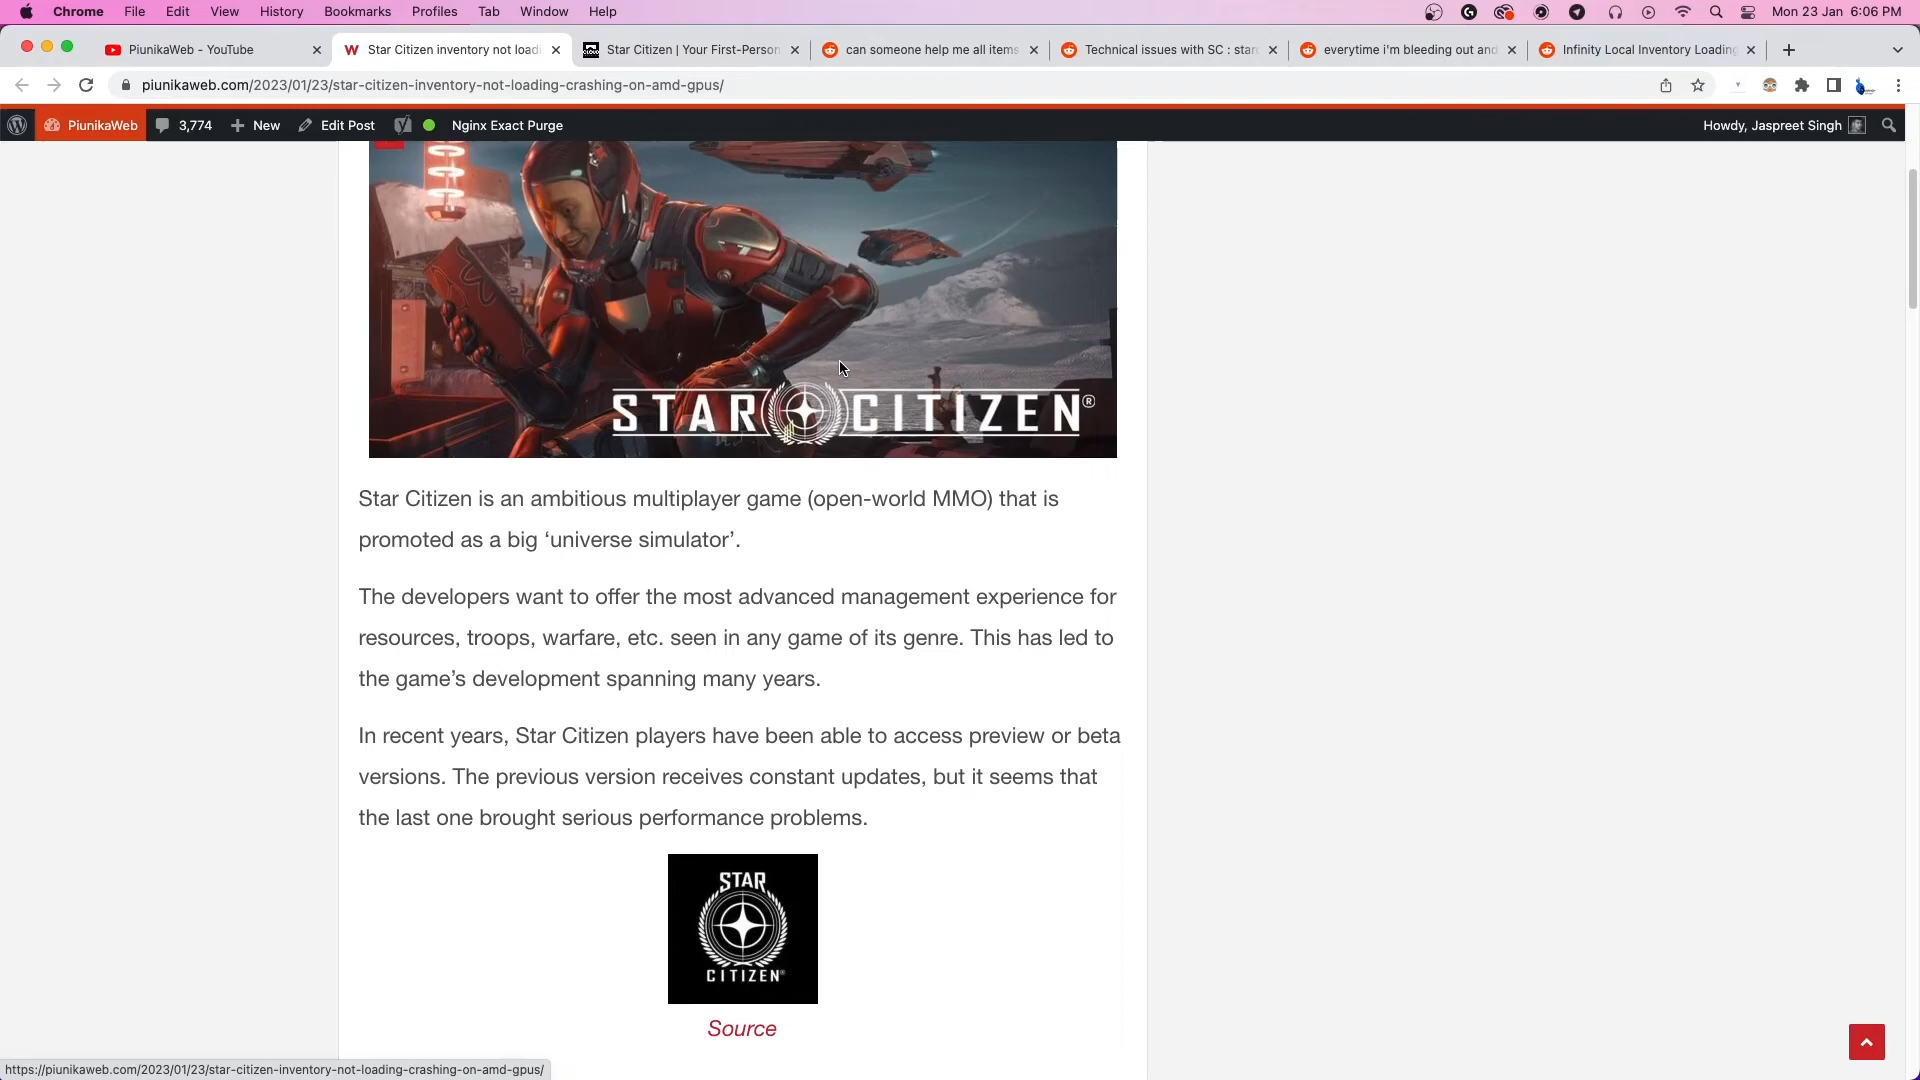 Chrome File Edit View History Bookmarks Profiles Tab Window Help Mon 23 Jan 6:06 PM
PiunikaWeb - YouTube
Star Citizen inventory not loadi
Star Citizen | Your First-Person
can someone help me all items
Technical issues with SC : star
everytime i'm bleeding out and
Infinity Local Inventory Loading
piunikaweb.com/2023/01/23/star-citizen-inventory-not-loading-crashing-on-amd-gpus/
PiunikaWeb 3,774 New Edit Post Nginx Exact Purge Howdy, Jaspreet Singh
STAR CITIZEN®
Star Citizen is an ambitious multiplayer game (open-world MMO) that is
promoted as a big ‘universe simulator’.
The developers want to offer the most advanced management experience for
resources, troops, warfare, etc. seen in any game of its genre. This has led to
the game’s development spanning many years.
In recent years, Star Citizen players have been able to access preview or beta
versions. The previous version receives constant updates, but it seems that
the last one brought serious performance problems.
STAR
CITIZEN®
Source
https://piunikaweb.com/2023/01/23/star-citizen-inventory-not-loading-crashing-on-amd-gpus/